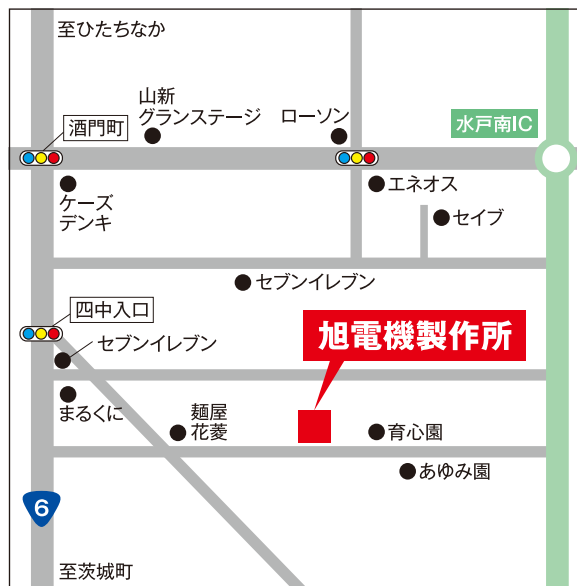 至ひたちなか
山新
グランステージ
ローソン
酒門町
水戸南IC
ケーズ
デンキ
エネオス
セイブ
セブンイレブン
四中入口
セブンイレブン
旭電機製作所
まるくに
麺屋
花菱
育心園
あゆみ園
6
至茨城町